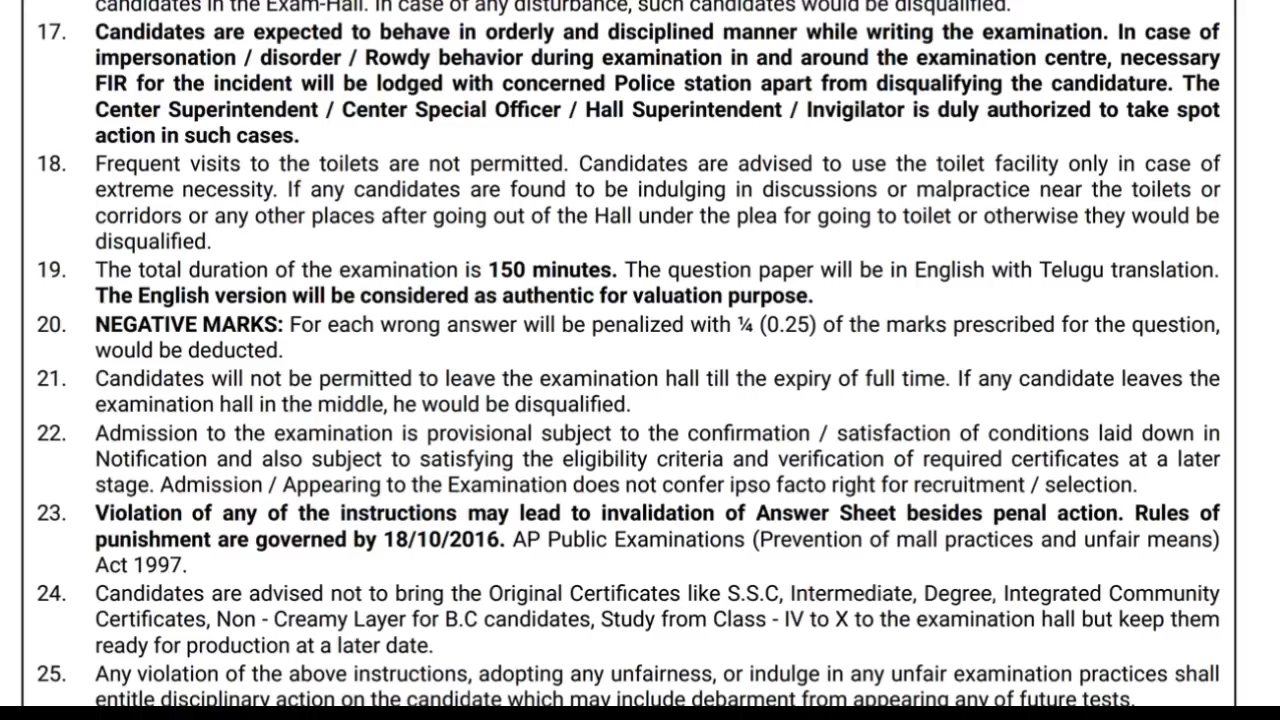 candidates in the Exam-Hall. In case of any disturbance, such candidates would be disqualified.
17. Candidates are expected to behave in orderly and disciplined manner while writing the examination. In case of
impersonation / disorder / Rowdy behavior during examination in and around the examination centre, necessary
FIR for the incident will be lodged with concerned Police station apart from disqualifying the candidature. The
Center Superintendent / Center Special Officer / Hall Superintendent / Invigilator is duly authorized to take spot
action in such cases.
18. Frequent visits to the toilets are not permitted. Candidates are advised to use the toilet facility only in case of
extreme necessity. If any candidates are found to be indulging in discussions or malpractice near the toilets or
corridors or any other places after going out of the Hall under the plea for going to toilet or otherwise they would be
disqualified.
19. The total duration of the examination is 150 minutes. The question paper will be in English with Telugu translation.
The English version will be considered as authentic for valuation purpose.
20. NEGATIVE MARKS: For each wrong answer will be penalized with ¼ (0.25) of the marks prescribed for the question,
would be deducted.
21. Candidates will not be permitted to leave the examination hall till the expiry of full time. If any candidate leaves the
examination hall in the middle, he would be disqualified.
22. Admission to the examination is provisional subject to the confirmation / satisfaction of conditions laid down in
Notification and also subject to satisfying the eligibility criteria and verification of required certificates at a later
stage. Admission / Appearing to the Examination does not confer ipso facto right for recruitment / selection.
23. Violation of any of the instructions may lead to invalidation of Answer Sheet besides penal action. Rules of
punishment are governed by 18/10/2016. AP Public Examinations (Prevention of mall practices and unfair means)
Act 1997.
24. Candidates are advised not to bring the Original Certificates like S.S.C, Intermediate, Degree, Integrated Community
Certificates, Non - Creamy Layer for B.C candidates, Study from Class - IV to X to the examination hall but keep them
ready for production at a later date.
25. Any violation of the above instructions, adopting any unfairness, or indulge in any unfair examination practices shall
entitle disciplinary action on the candidate which may include debarment from appearing any of future tests.